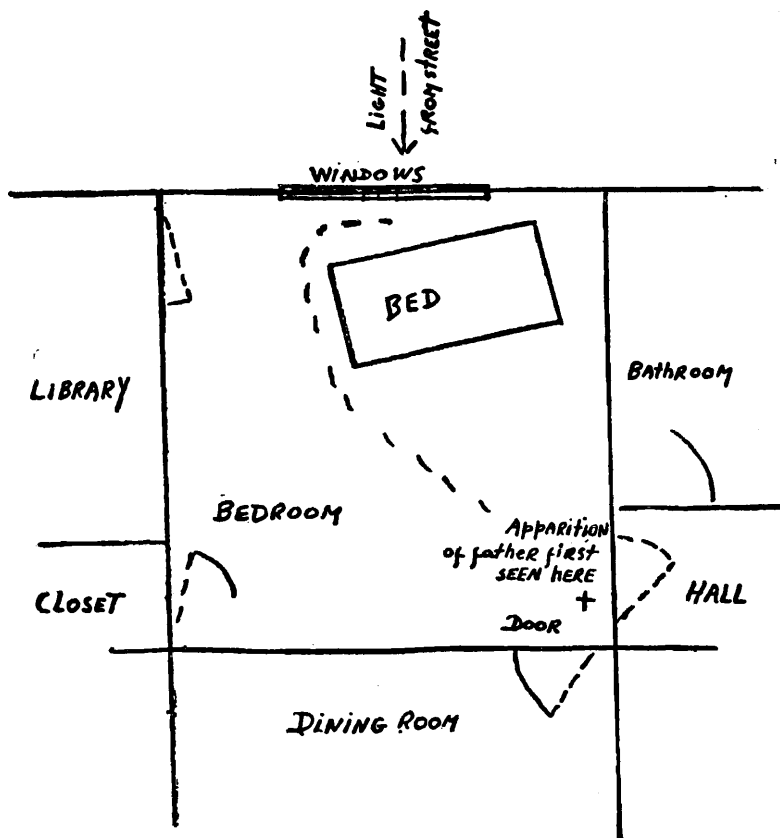 LIGHT
FROM STREET
WINDOWS
BED
LIBRARY
BATHROOM
BEDROOM
Apparition
of father first
SEEN HERE
CLOSET
HALL
DOOR
DINING ROOM